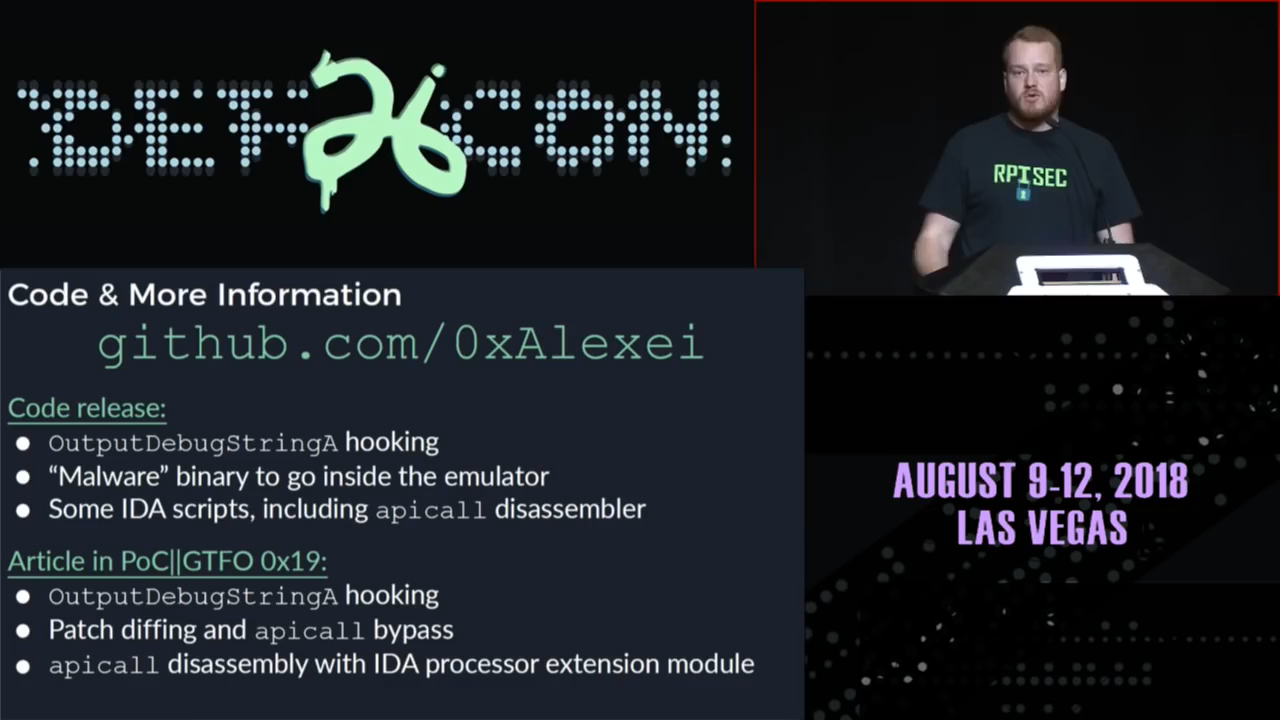 DEF 26 CON
RPISEC
Code & More Information
github.com/0xAlexei
Code release:
● OutputDebugStringA hooking
● “Malware” binary to go inside the emulator
● Some IDA scripts, including apicall disassembler
Article in PoC||GTFO 0x19:
● OutputDebugStringA hooking
● Patch diffing and apicall bypass
● apicall disassembly with IDA processor extension module
AUGUST 9-12, 2018
LAS VEGAS